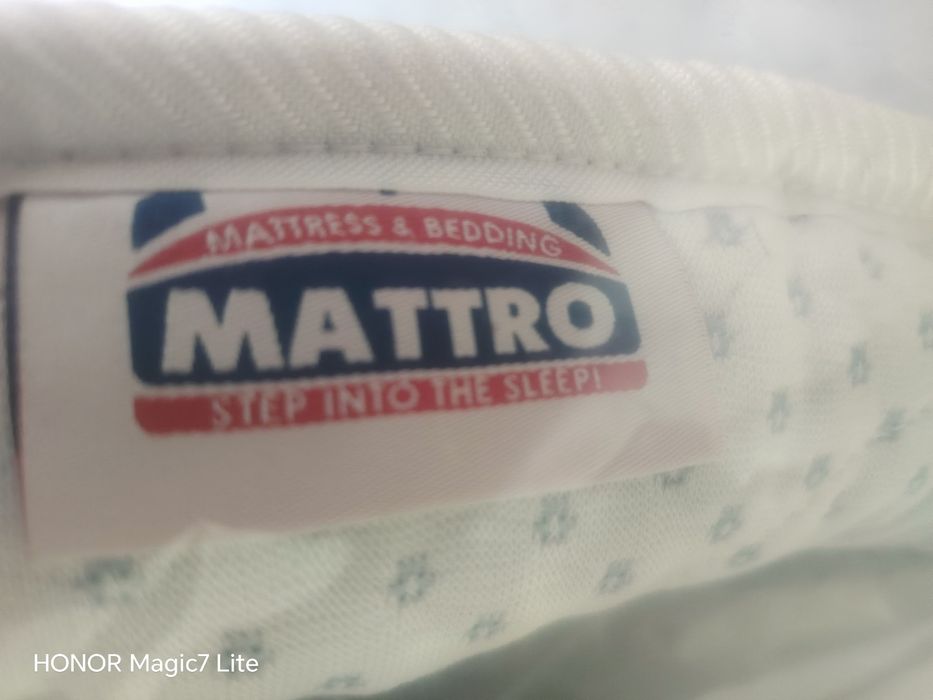 MATTRESS & BEDDING
MATTRO
STEP INTO THE SLEEP!
HONOR Magic7 Lite